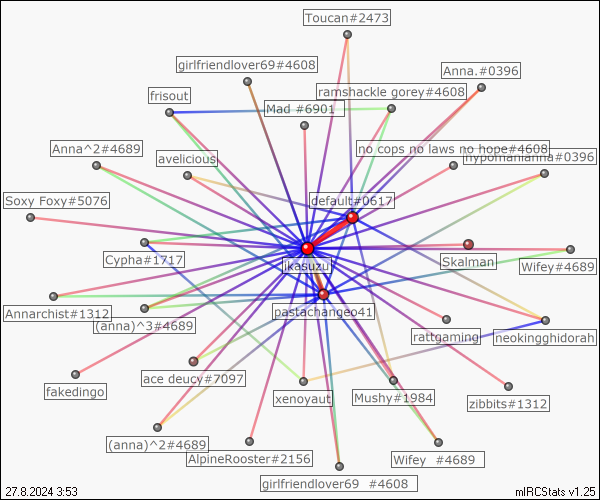 Toucan#2473
girlfriendlover69#4608
Anna.#0396
frisout
ramshackle gorey#4608
Mad #6901
Anna^2#4689
no cops no laws no hope#4608
avelicious
hypomanianna#0396
Soxy Foxy#5076
default#0617
Cypha#1717
jikasuzu
Skalman
Wifey#4689
Annarchist#1312
(anna)^3#4689
pastachangeo41
rattgaming
neokingghidorah
fakedingo
ace deucy#7097
xenoyaut
Mushy#1984
zibbits#1312
(anna)^2#4689
AlpineRooster#2156
Wifey #4689
girlfriendlover69 #4608
27.8.2024 3:53
mIRCStats v1.25